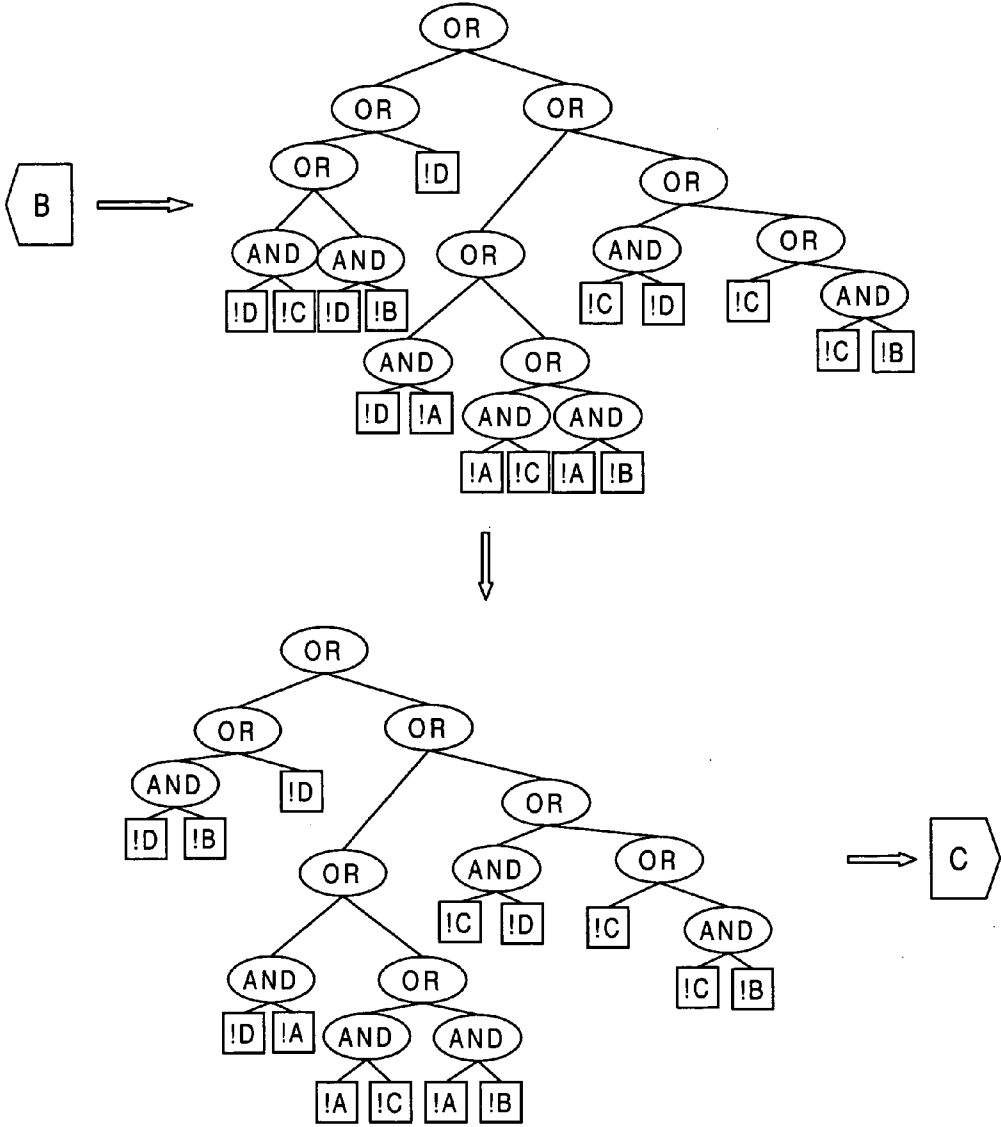 OR
OR OR
OR !D OR
B
AND AND OR AND OR
!D !C !D !B !C !D !C AND
AND OR !C !B
!D !A AND AND
!A !C !A !B
OR
OR OR
AND !D OR
!D !B
OR AND OR C
!C !D !C AND
AND OR !C !B
!D !A AND AND
!A !C !A !B